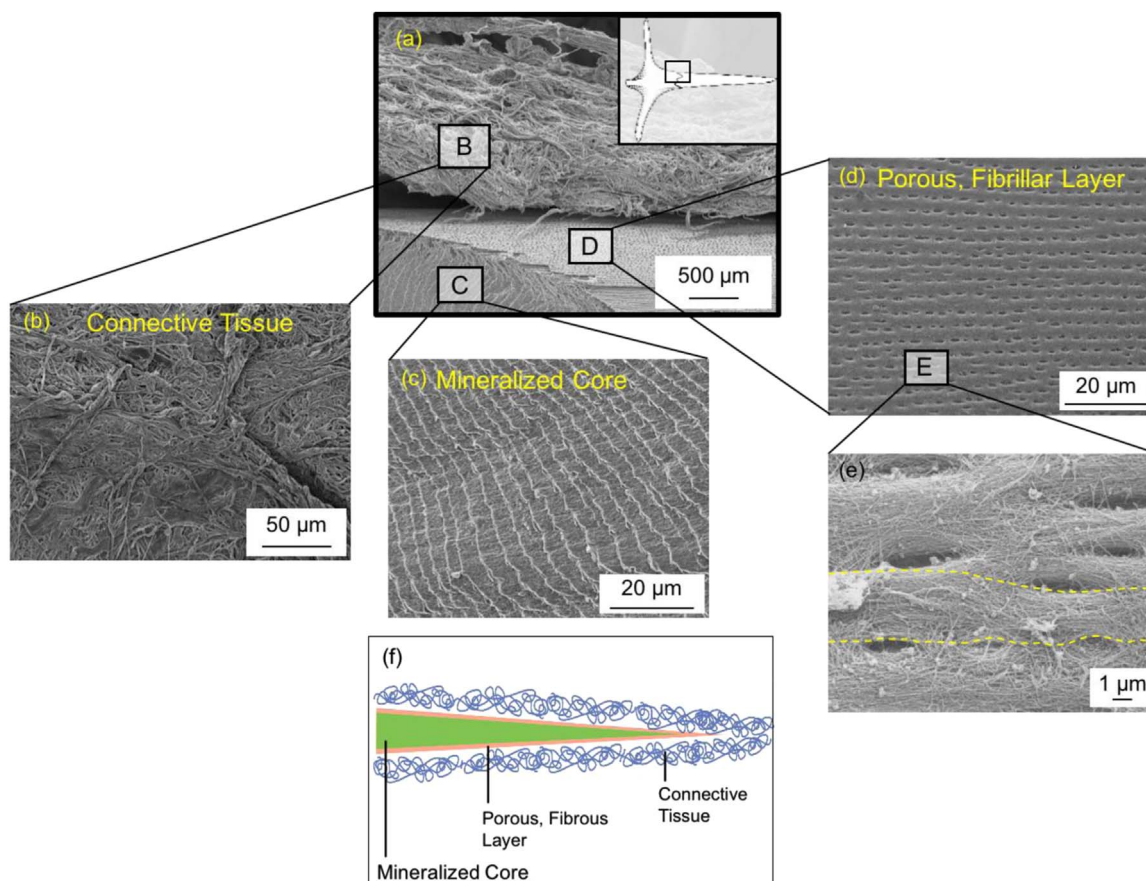 (a)
B
D
C
500 μm
(b) Connective Tissue
50 μm
(c) Mineralized Core
20 μm
(d) Porous, Fibrillar Layer
E
20 μm
(e)
1 μm
(f)
Connective
Tissue
Porous, Fibrous
Layer
Mineralized Core